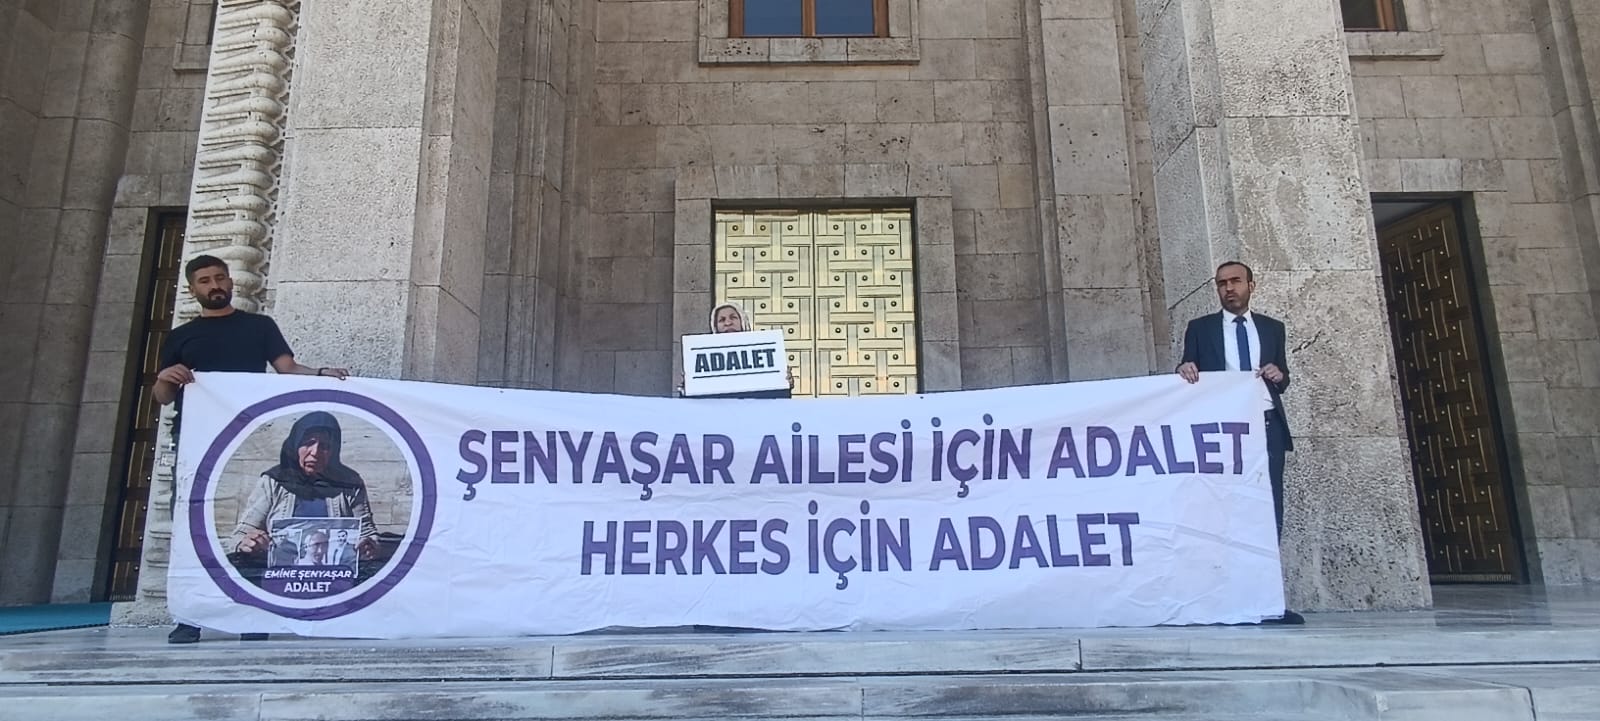 ADALET
ŞENYAŞAR AİLESİ İÇİN ADALET
HERKES İÇİN ADALET
EMİNE ŞENYAŞAR
ADALET